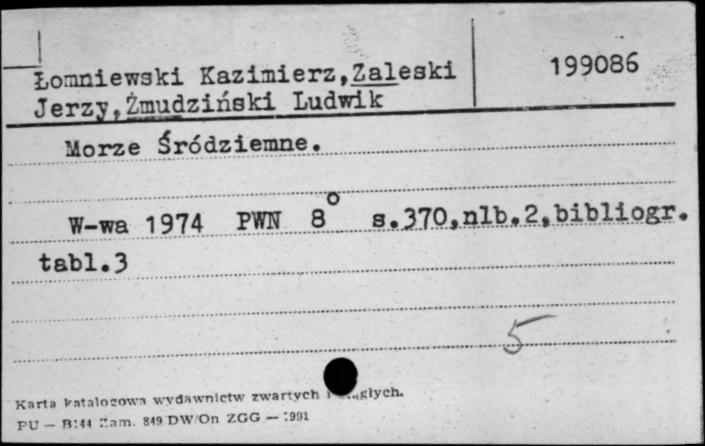 Łomniewski Kazimierz,Zaleski 199086
Jerzy,Żmudziński Ludwik
Morze Śródziemne.
W-wa 1974 PWN 8° s.370,nlb.2,bibliogr.
tabl.3
5
Karta katalogowa wydawnictw zwartych ciągłych.
PU — B:44 Zam. 849/DW/On ZGG —